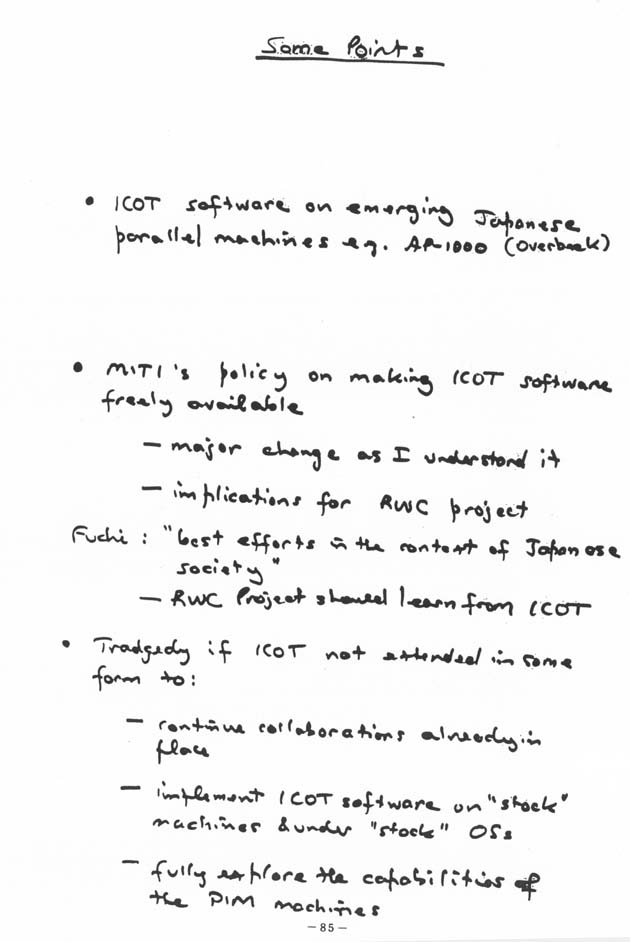 Some Points
• ICOT software on emerging Japanese
parallel machines e.g. AP-1000 (Overbeek)
• MITI's policy on making ICOT software
freely available
— major change as I understand it
— implications for RWC project
Fuchi : "best efforts in the context of Japanese
society"
— RWC Project should learn from ICOT
• Tradgedy if ICOT not extended in some
form to:
— continue collaborations already in
place
— implement ICOT software on "stock"
machines & under "stock" OSs
— fully explore the capabilities of
the PIM machines
— 85 —